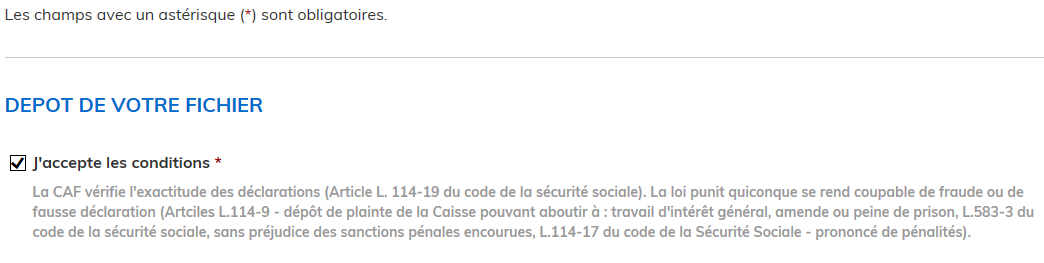 Les champs avec un astérisque (*) sont obligatoires.
DEPOT DE VOTRE FICHIER
J'accepte les conditions *
La CAF vérifie l'exactitude des déclarations (Article L. 114-19 du code de la sécurité sociale). La loi punit quiconque se rend coupable de fraude ou de
fausse déclaration (Artciles L.114-9 - dépôt de plainte de la Caisse pouvant aboutir à : travail d'intérêt général, amende ou peine de prison, L.583-3 du
code de la sécurité sociale, sans préjudice des sanctions pénales encourues, L.114-17 du code de la Sécurité Sociale - prononcé de pénalités).